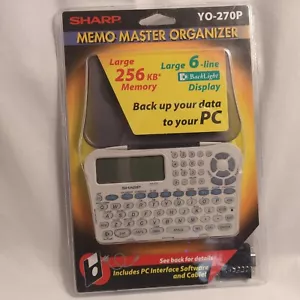 SHARP
YO-270P
MEMO MASTER ORGANIZER
Large
256 KB*
Memory
Large 6-line
BackLight
Display
Back up your data
to your PC
SHARP
See back for details!
Includes PC Interface Software
and Cable!